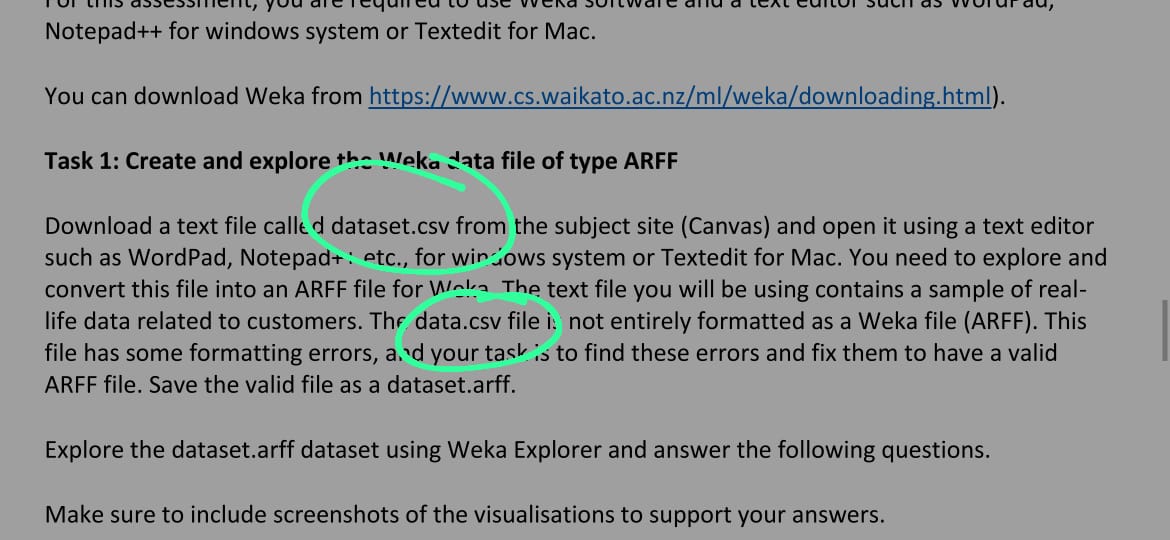 For this assessment, you are required to use Weka software and a text editor such as WordPad,
Notepad++ for windows system or Textedit for Mac.
You can download Weka from https://www.cs.waikato.ac.nz/ml/weka/downloading.html).
Task 1: Create and explore the Weka data file of type ARFF
Download a text file called dataset.csv from the subject site (Canvas) and open it using a text editor
such as WordPad, Notepad++ etc., for windows system or Textedit for Mac. You need to explore and
convert this file into an ARFF file for Weka. The text file you will be using contains a sample of real-
life data related to customers. The data.csv file is not entirely formatted as a Weka file (ARFF). This
file has some formatting errors, and your task is to find these errors and fix them to have a valid
ARFF file. Save the valid file as a dataset.arff.
Explore the dataset.arff dataset using Weka Explorer and answer the following questions.
Make sure to include screenshots of the visualisations to support your answers.